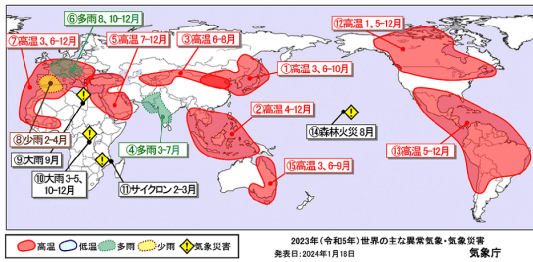 ⑥多雨 8、10-12月
⑦高温 3、6-12月
⑤高温 7-12月
③高温 6-8月
⑫高温 1、5-12月
①高温 3、6-10月
②高温 4-12月
⑭森林火災 8月
⑧少雨 2-4月
④多雨 3-7月
⑨大雨 9月
⑬高温 5-12月
⑩大雨 3-5、
10-12月
⑪サイクロン 2-3月
⑮高温 3、6-9月
高温 低温 多雨 少雨 気象災害
2023年(令和5年)世界の主な異常気象・気象災害
発表日:2024年1月18日 気象庁